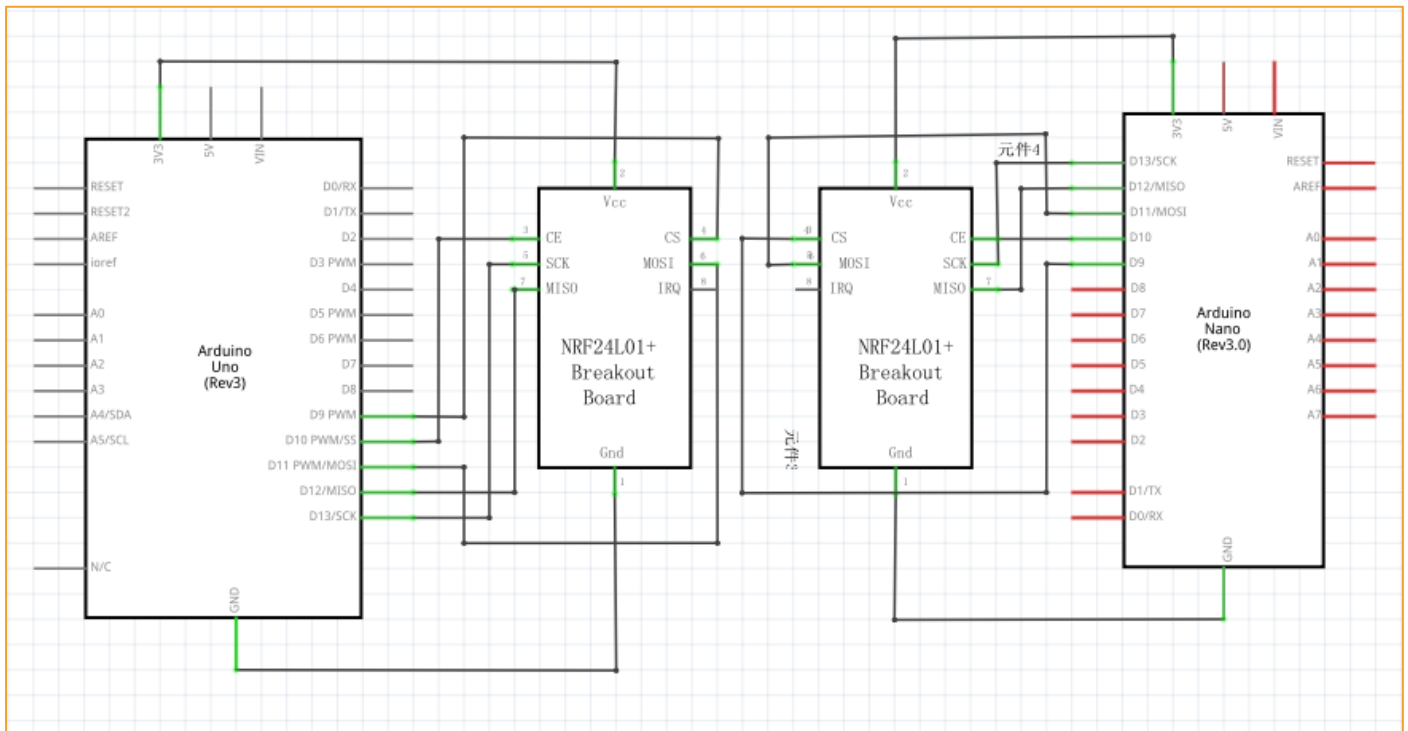 3V3
5V
VIN
RESET
RESET2
AREF
ioref
A0
A1
A2
A3
A4/SDA
A5/SCL
N/C
Arduino
Uno
(Rev3)
D0/RX
D1/TX
D2
D3 PWM
D4
D5 PWM
D6 PWM
D7
D8
D9 PWM
D10 PWM/SS
D11 PWM/MOSI
D12/MISO
D13/SCK
GND
2
Vcc
3 CE
5 SCK
7 MISO
CS 4
MOSI 6
IRQ 8
NRF24L01+
Breakout
Board
Gnd
1
2
Vcc
CS
MOSI
8 IRQ
CE
SCK
MISO 7
NRF24L01+
Breakout
Board
Gnd
1
元件4
3V3
5V
VIN
D13/SCK
D12/MISO
D11/MOSI
D10
D9
D8
D7
D6
D5
D4
D3
D2
D1/TX
D0/RX
Arduino
Nano
(Rev3.0)
RESET
AREF
A0
A1
A2
A3
A4
A5
A6
A7
GND